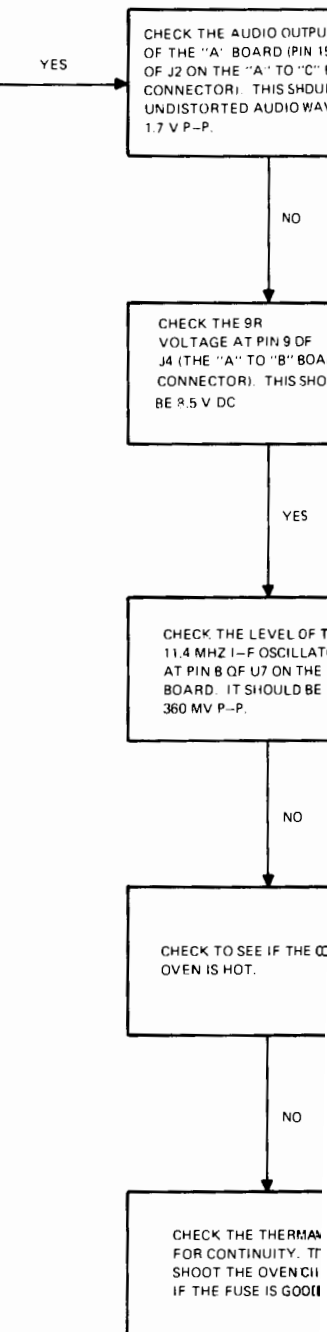 CHECK THE AUDIO OUTPU
YES
OF THE "A" BOARD (PIN 15
OF J2 ON THE "A" TO "C"
CONNECTOR). THIS SHOUL
UNDISTORTED AUDIO WAV
1.7 V P-P.
NO
CHECK THE 9R
VOLTAGE AT PIN 9 OF
J4 (THE "A" TO "B" BOA
CONNECTOR). THIS SHO
BE 8.5 V DC
YES
CHECK THE LEVEL OF T
11.4 MHZ I-F OSCILLAT
AT PIN 8 OF U7 ON THE
BOARD. IT SHOULD BE
360 MV P-P.
NO
CHECK TO SEE IF THE
OVEN IS HOT.
NO
CHECK THE THERMA
FOR CONTINUITY.
SHOOT THE OVEN CI
IF THE FUSE IS GOOD